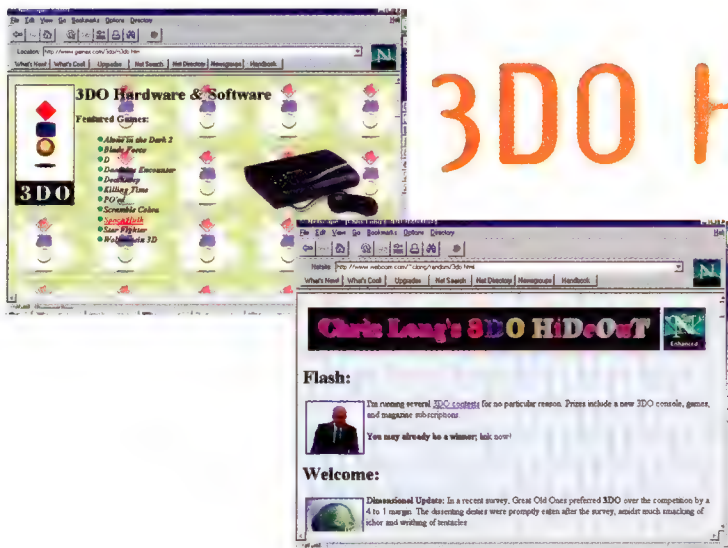 File Edit View Go Bookmarks Options Directory
Help
Location: http://www.games.com/3do/3do.htm
N
What's New! What's Cool! Upgrades Net Search Net Directory Newsgroups Handbook
3DO Hardware & Software
Featured Games:
Alone in the Dark 2
Blade Force
D
Deathkeep
Killing Time
PO'ed
Scramble Cobra
Star Fighter
Wolfenstein 3D
3DO
3DO H
File Edit View Go Bookmarks Options Directory
Help
http://www.webcom.com/~clong/random/3do.html
N
What's New! What's Cool! Upgrades Net Search Net Directory Newsgroups Handbook
Chris Long's 3DO HiDeOuT
N
Enhanced
Flash:
I'm running several 3DO contests for no particular reason. Prizes include a new 3DO console, games,
and magazine subscriptions.
You may already be a winner; link now!
Welcome:
Dimensional Update: In a recent survey, Great Old Ones preferred 3DO over the competition by a
4 to 1 margin. The dissenting deities were promptly eaten after the survey, amidst much smacking of
ichor and writhing of tentacles